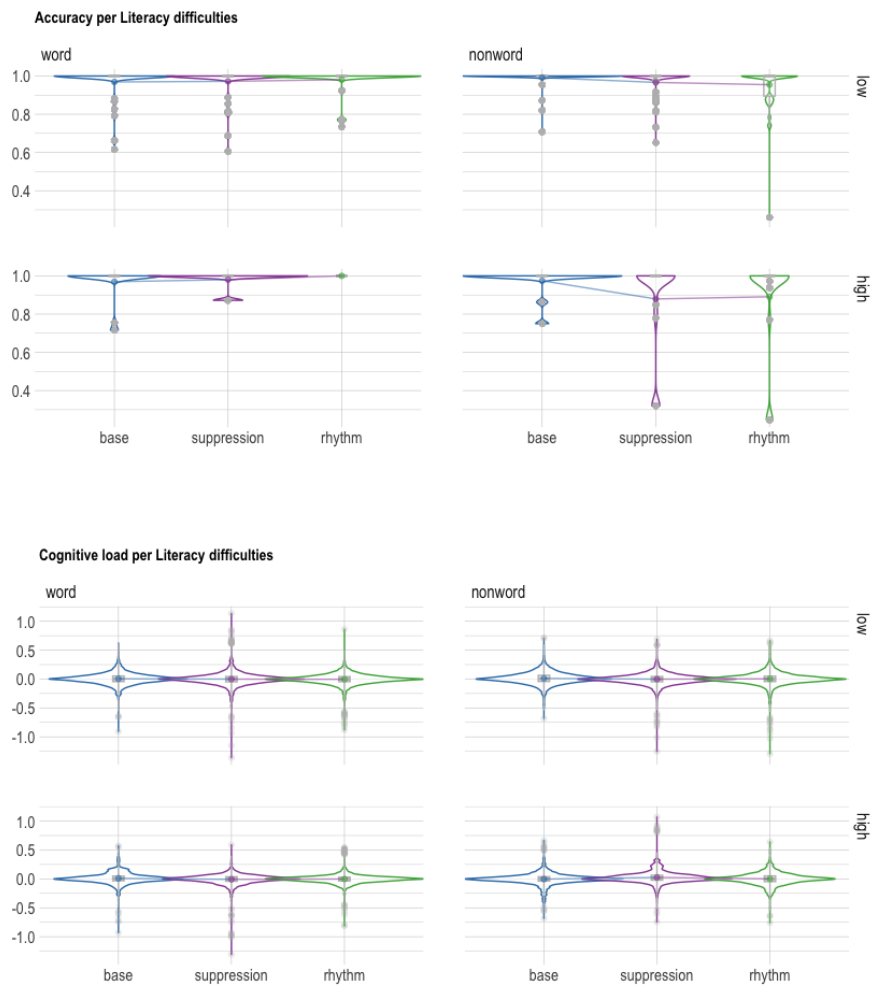 Accuracy per Literacy difficulties
word nonword
1.0
0.8
0.6
0.4
low
1.0
0.8
0.6
0.4
high
base suppression rhythm base suppression rhythm
Cognitive load per Literacy difficulties
word nonword
1.0
0.5
0.0
-0.5
-1.0
low
1.0
0.5
0.0
-0.5
-1.0
high
base suppression rhythm base suppression rhythm